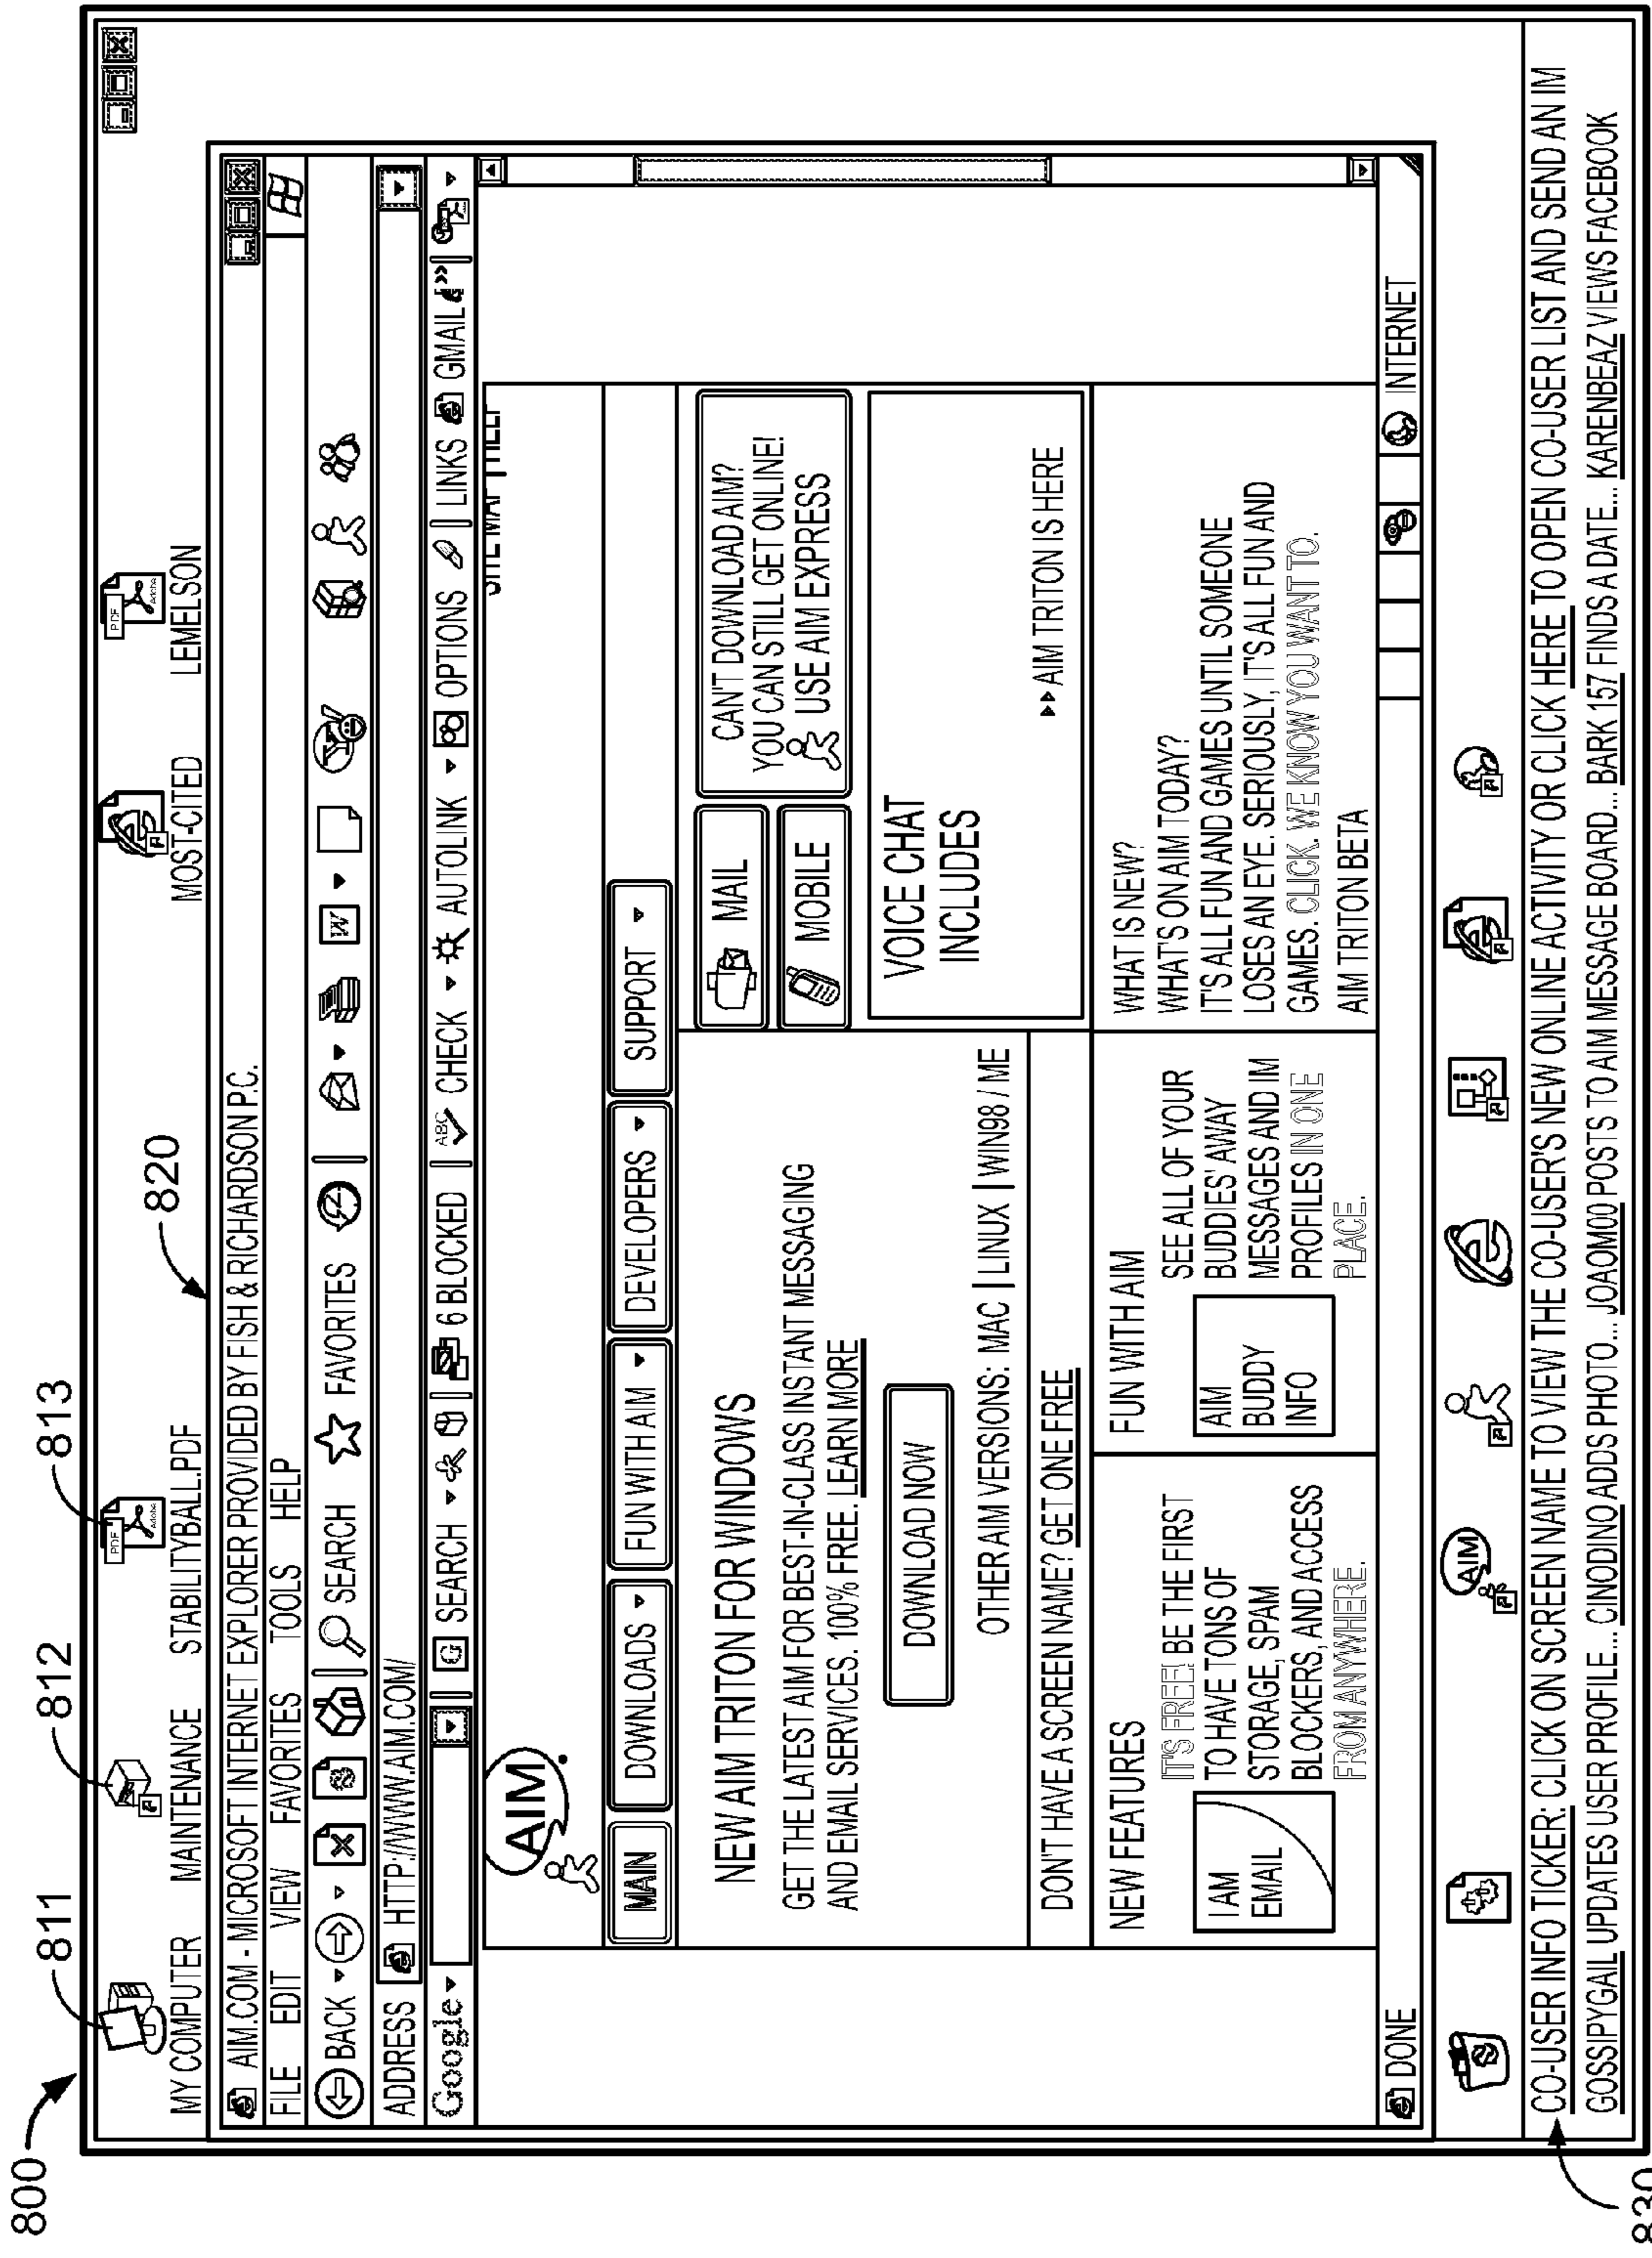 800
811
812
813
820
MY COMPUTER
MAINTENANCE
STABILITYBALL.PDF
MOST-CITED
LEMELSON
PDF
Adobe
PDF
Adobe
AIM.COM - MICROSOFT INTERNET EXPLORER PROVIDED BY FISH & RICHARDSON P.C.
FILE EDIT VIEW FAVORITES TOOLS HELP
BACK SEARCH FAVORITES W
ADDRESS HTTP://WWW.AIM.COM/
Google G SEARCH 6 BLOCKED ABC CHECK AUTOLINK OPTIONS LINKS GMAIL »
SITE MAP | HELP
AIM.
MAIN DOWNLOADS FUN WITH AIM DEVELOPERS SUPPORT
NEW AIM TRITON FOR WINDOWS
GET THE LATEST AIM FOR BEST-IN-CLASS INSTANT MESSAGING
AND EMAIL SERVICES. 100% FREE. LEARN MORE
DOWNLOAD NOW
OTHER AIM VERSIONS: MAC | LINUX | WIN98 / ME
DON'T HAVE A SCREEN NAME? GET ONE FREE
MAIL
MOBILE
CAN'T DOWNLOAD AIM?
YOU CAN STILL GET ONLINE!
USE AIM EXPRESS
VOICE CHAT
INCLUDES
AIM TRITON IS HERE
NEW FEATURES
I AM
EMAIL
IT'S FREE! BE THE FIRST
TO HAVE TONS OF
STORAGE, SPAM
BLOCKERS, AND ACCESS
FROM ANYWHERE.
FUN WITH AIM
AIM
BUDDY
INFO
SEE ALL OF YOUR
BUDDIES' AWAY
MESSAGES AND IM
PROFILES IN ONE
PLACE.
WHAT IS NEW?
WHAT'S ON AIM TODAY?
IT'S ALL FUN AND GAMES UNTIL SOMEONE
LOSES AN EYE. SERIOUSLY, IT'S ALL FUN AND
GAMES. CLICK. WE KNOW YOU WANT TO.
AIM TRITON BETA
DONE
INTERNET
AIM
CO-USER INFO TICKER: CLICK ON SCREEN NAME TO VIEW THE CO-USER'S NEW ONLINE ACTIVITY OR CLICK HERE TO OPEN CO-USER LIST AND SEND AN IM
GOSSIPYGAIL UPDATES USER PROFILE... CINODINO ADDS PHOTO... JOAOM00 POSTS TO AIM MESSAGE BOARD... BARK 157 FINDS A DATE... KARENBEAZ VIEWS FACEBOOK
830